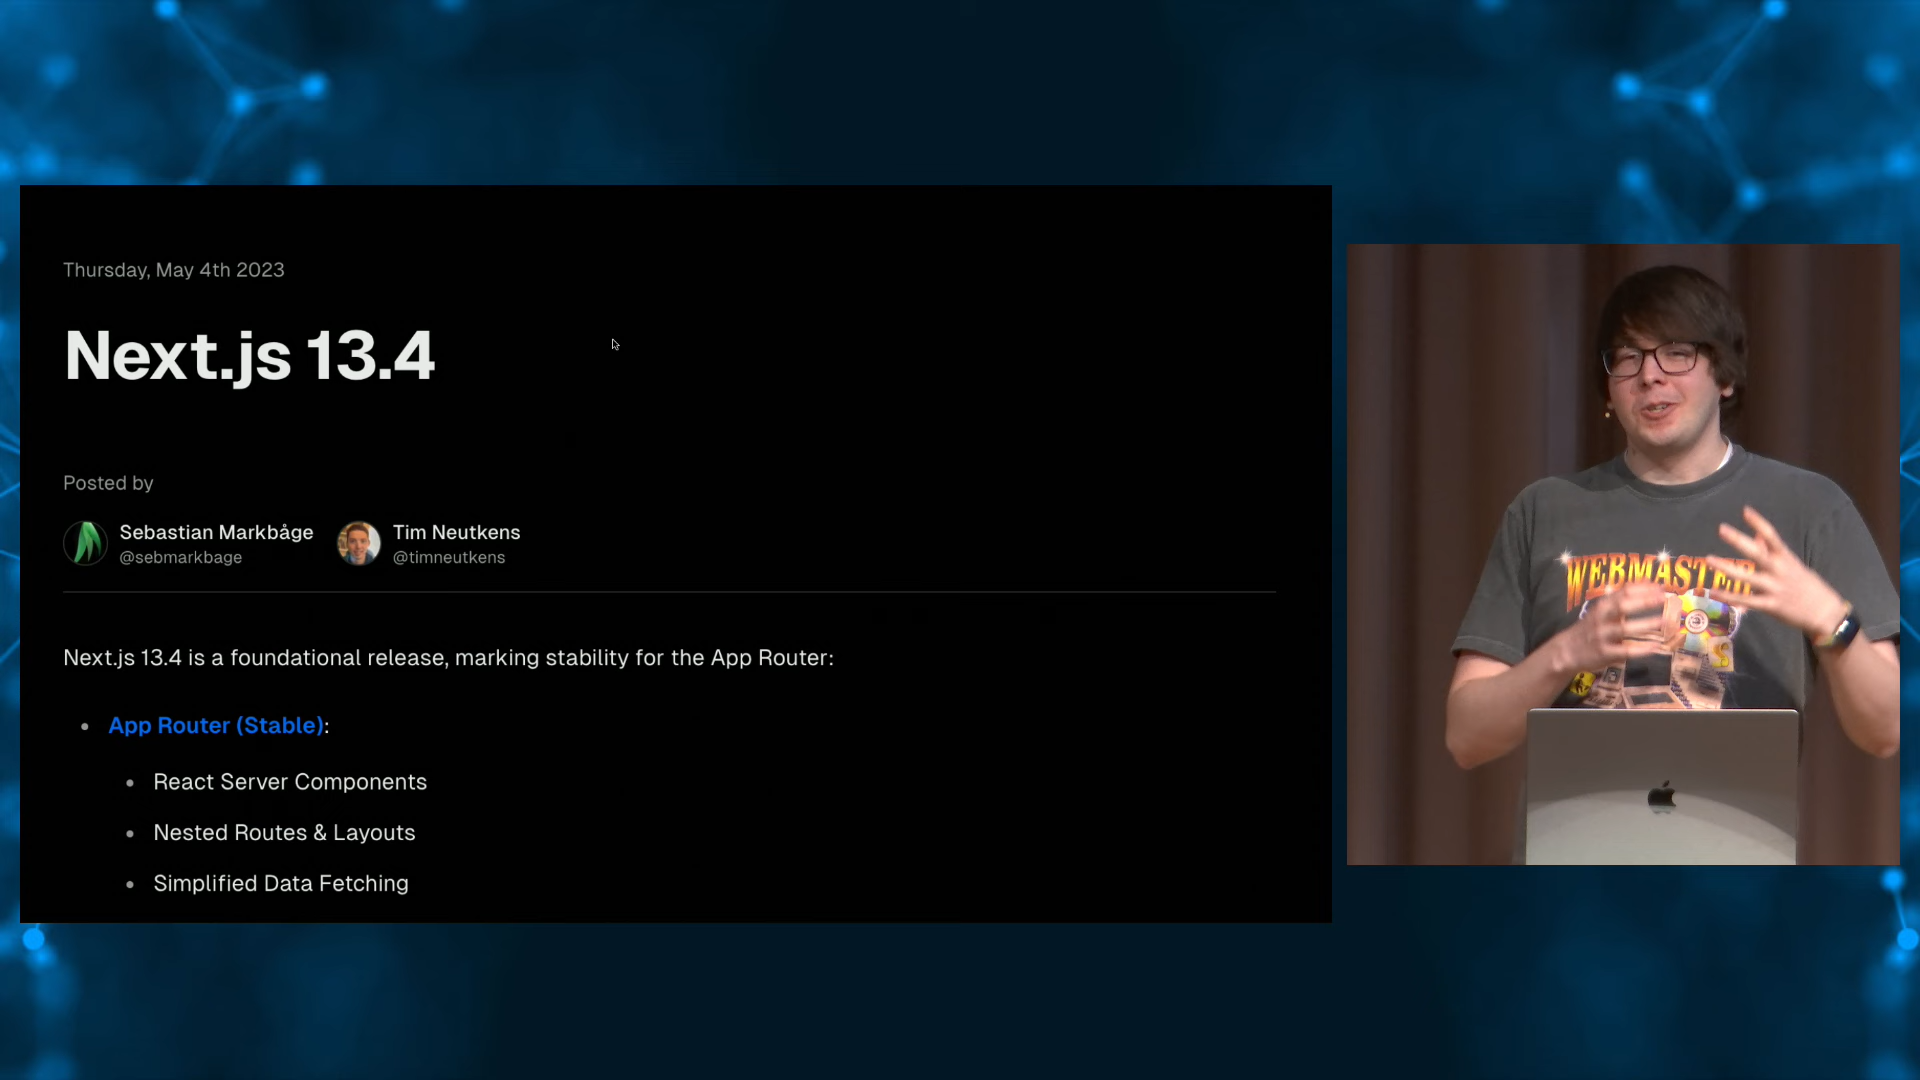 Thursday, May 4th 2023
Next.js 13.4
Posted by
Sebastian Markbåge
@sebmarkbage
Tim Neutkens
@timneutkens
Next.js 13.4 is a foundational release, marking stability for the App Router:
App Router (Stable):
React Server Components
Nested Routes & Layouts
Simplified Data Fetching
WEBMASTER